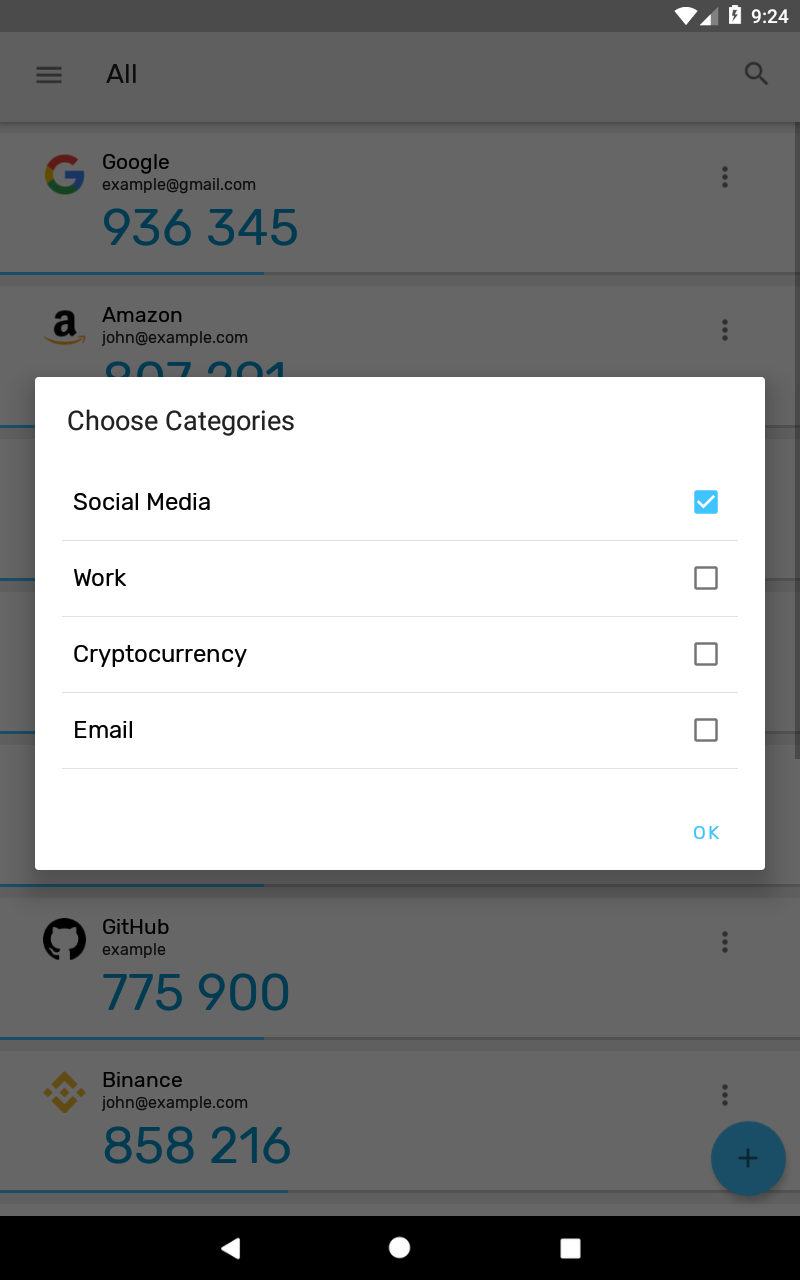 9:24
All
Google
example@gmail.com
936 345
Amazon
john@example.com
Choose Categories
Social Media
Work
Cryptocurrency
Email
OK
GitHub
example
775 900
Binance
john@example.com
858 216